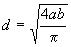 d = √(4ab/π)